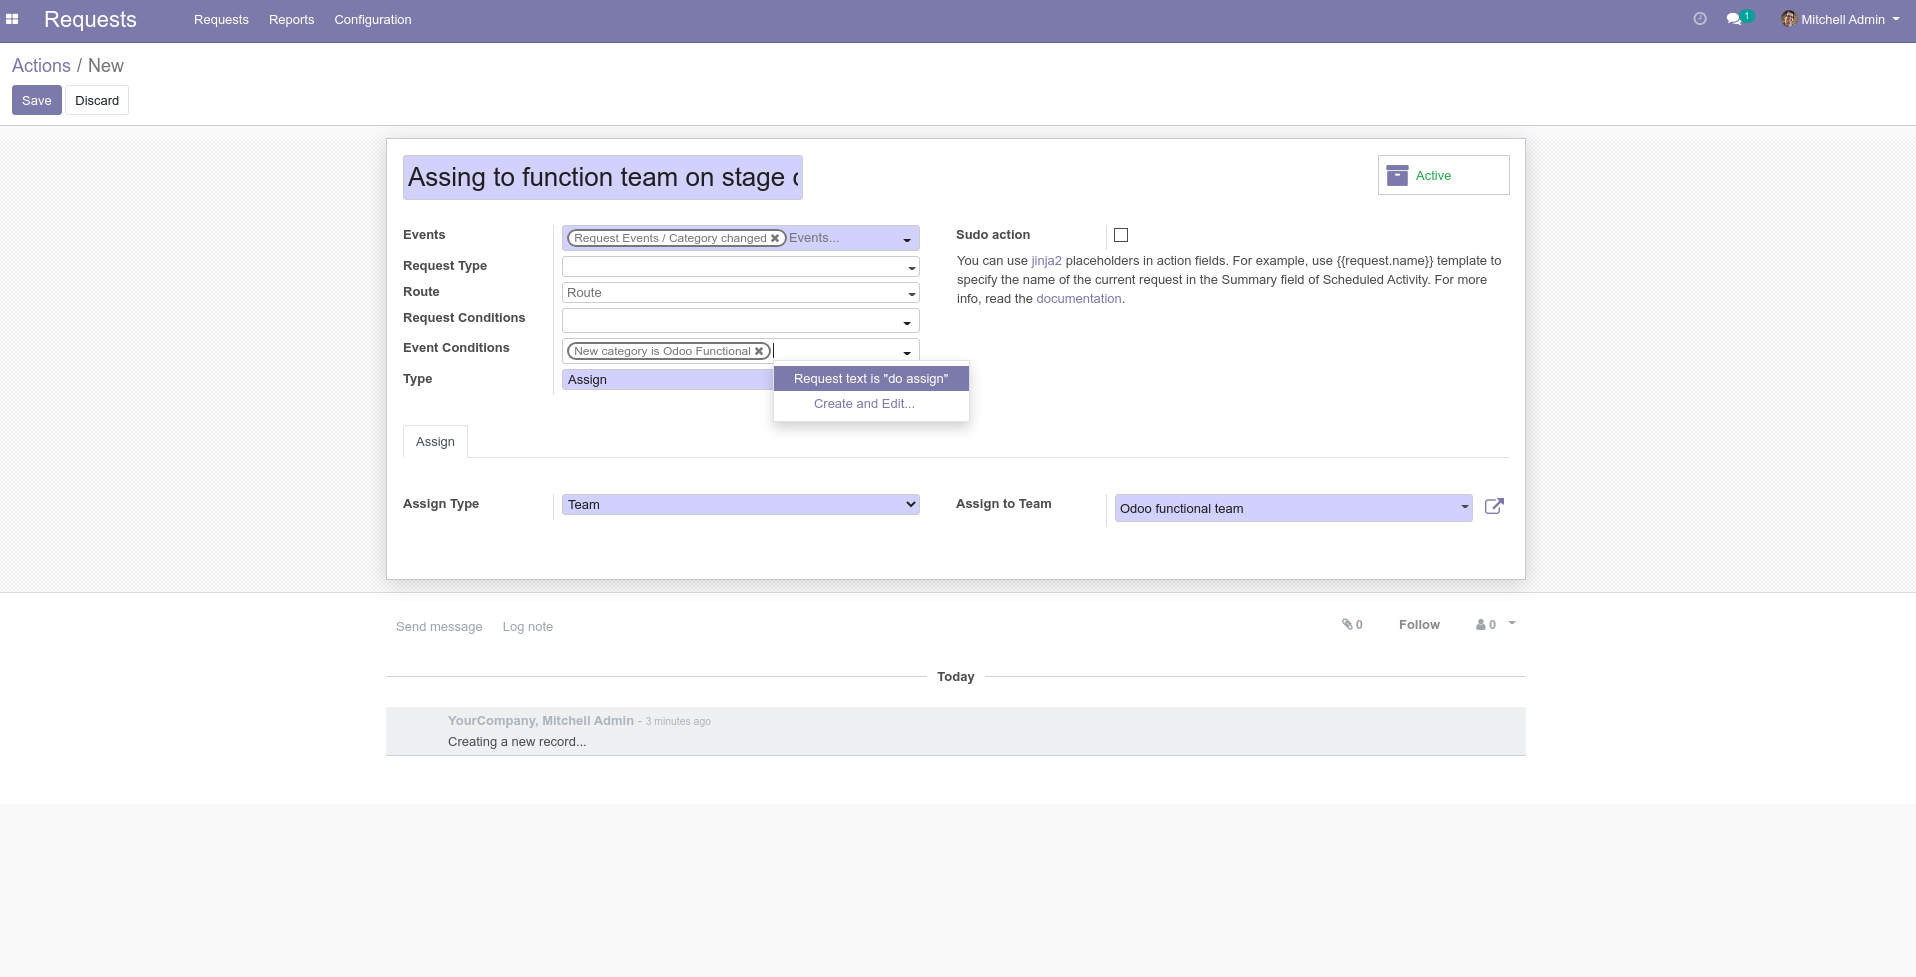 Requests
Requests Reports Configuration
1
Mitchell Admin
Actions / New
Save Discard
Assing to function team on stage
Active
Events
Request Events / Category changed Events...
Request Type
Route
Route
Request Conditions
Event Conditions
New category is Odoo Functional
Type
Assign
Request text is "do assign"
Create and Edit...
Sudo action
You can use jinja2 placeholders in action fields. For example, use {{request.name}} template to
specify the name of the current request in the Summary field of Scheduled Activity. For more
info, read the documentation.
Assign
Assign Type
Team
Assign to Team
Odoo functional team
Send message Log note
0 Follow 0
Today
YourCompany, Mitchell Admin - 3 minutes ago
Creating a new record...